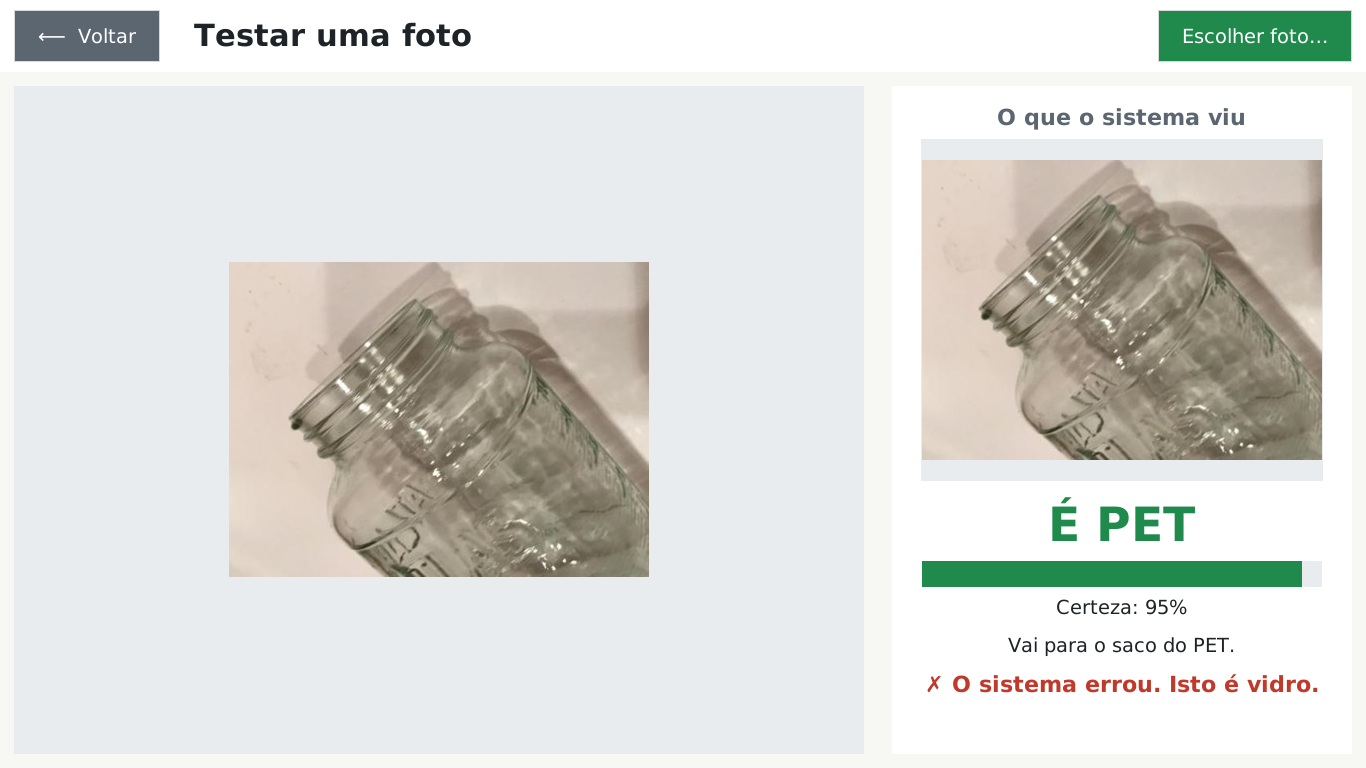 ⟵ Voltar
Testar uma foto
Escolher foto...
O que o sistema viu
É PET
Certeza: 95%
Vai para o saco do PET.
✗ O sistema errou. Isto é vidro.